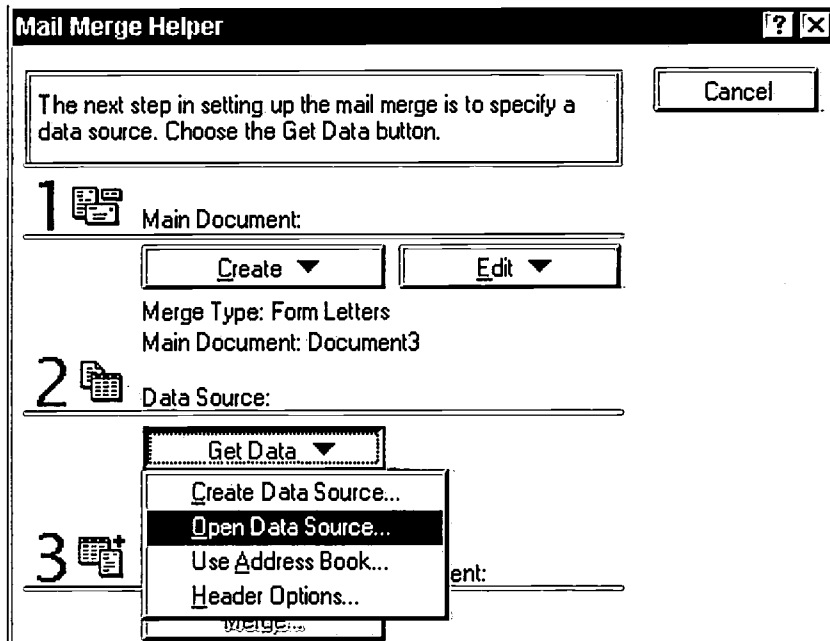 Mail Merge Helper
The next step in setting up the mail merge is to specify a
data source. Choose the Get Data button.
Cancel
1 Main Document:
Create Edit
Merge Type: Form Letters
Main Document: Document3
2 Data Source:
Get Data
Create Data Source...
Open Data Source...
Use Address Book...
3 ent:
Header Options...
Merge...